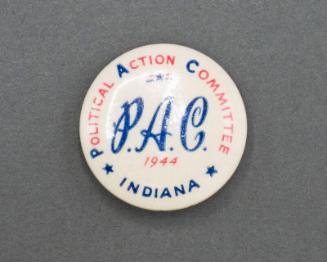 POLITICAL ACTION COMMITTEE
P.A.C.
1944
INDIANA